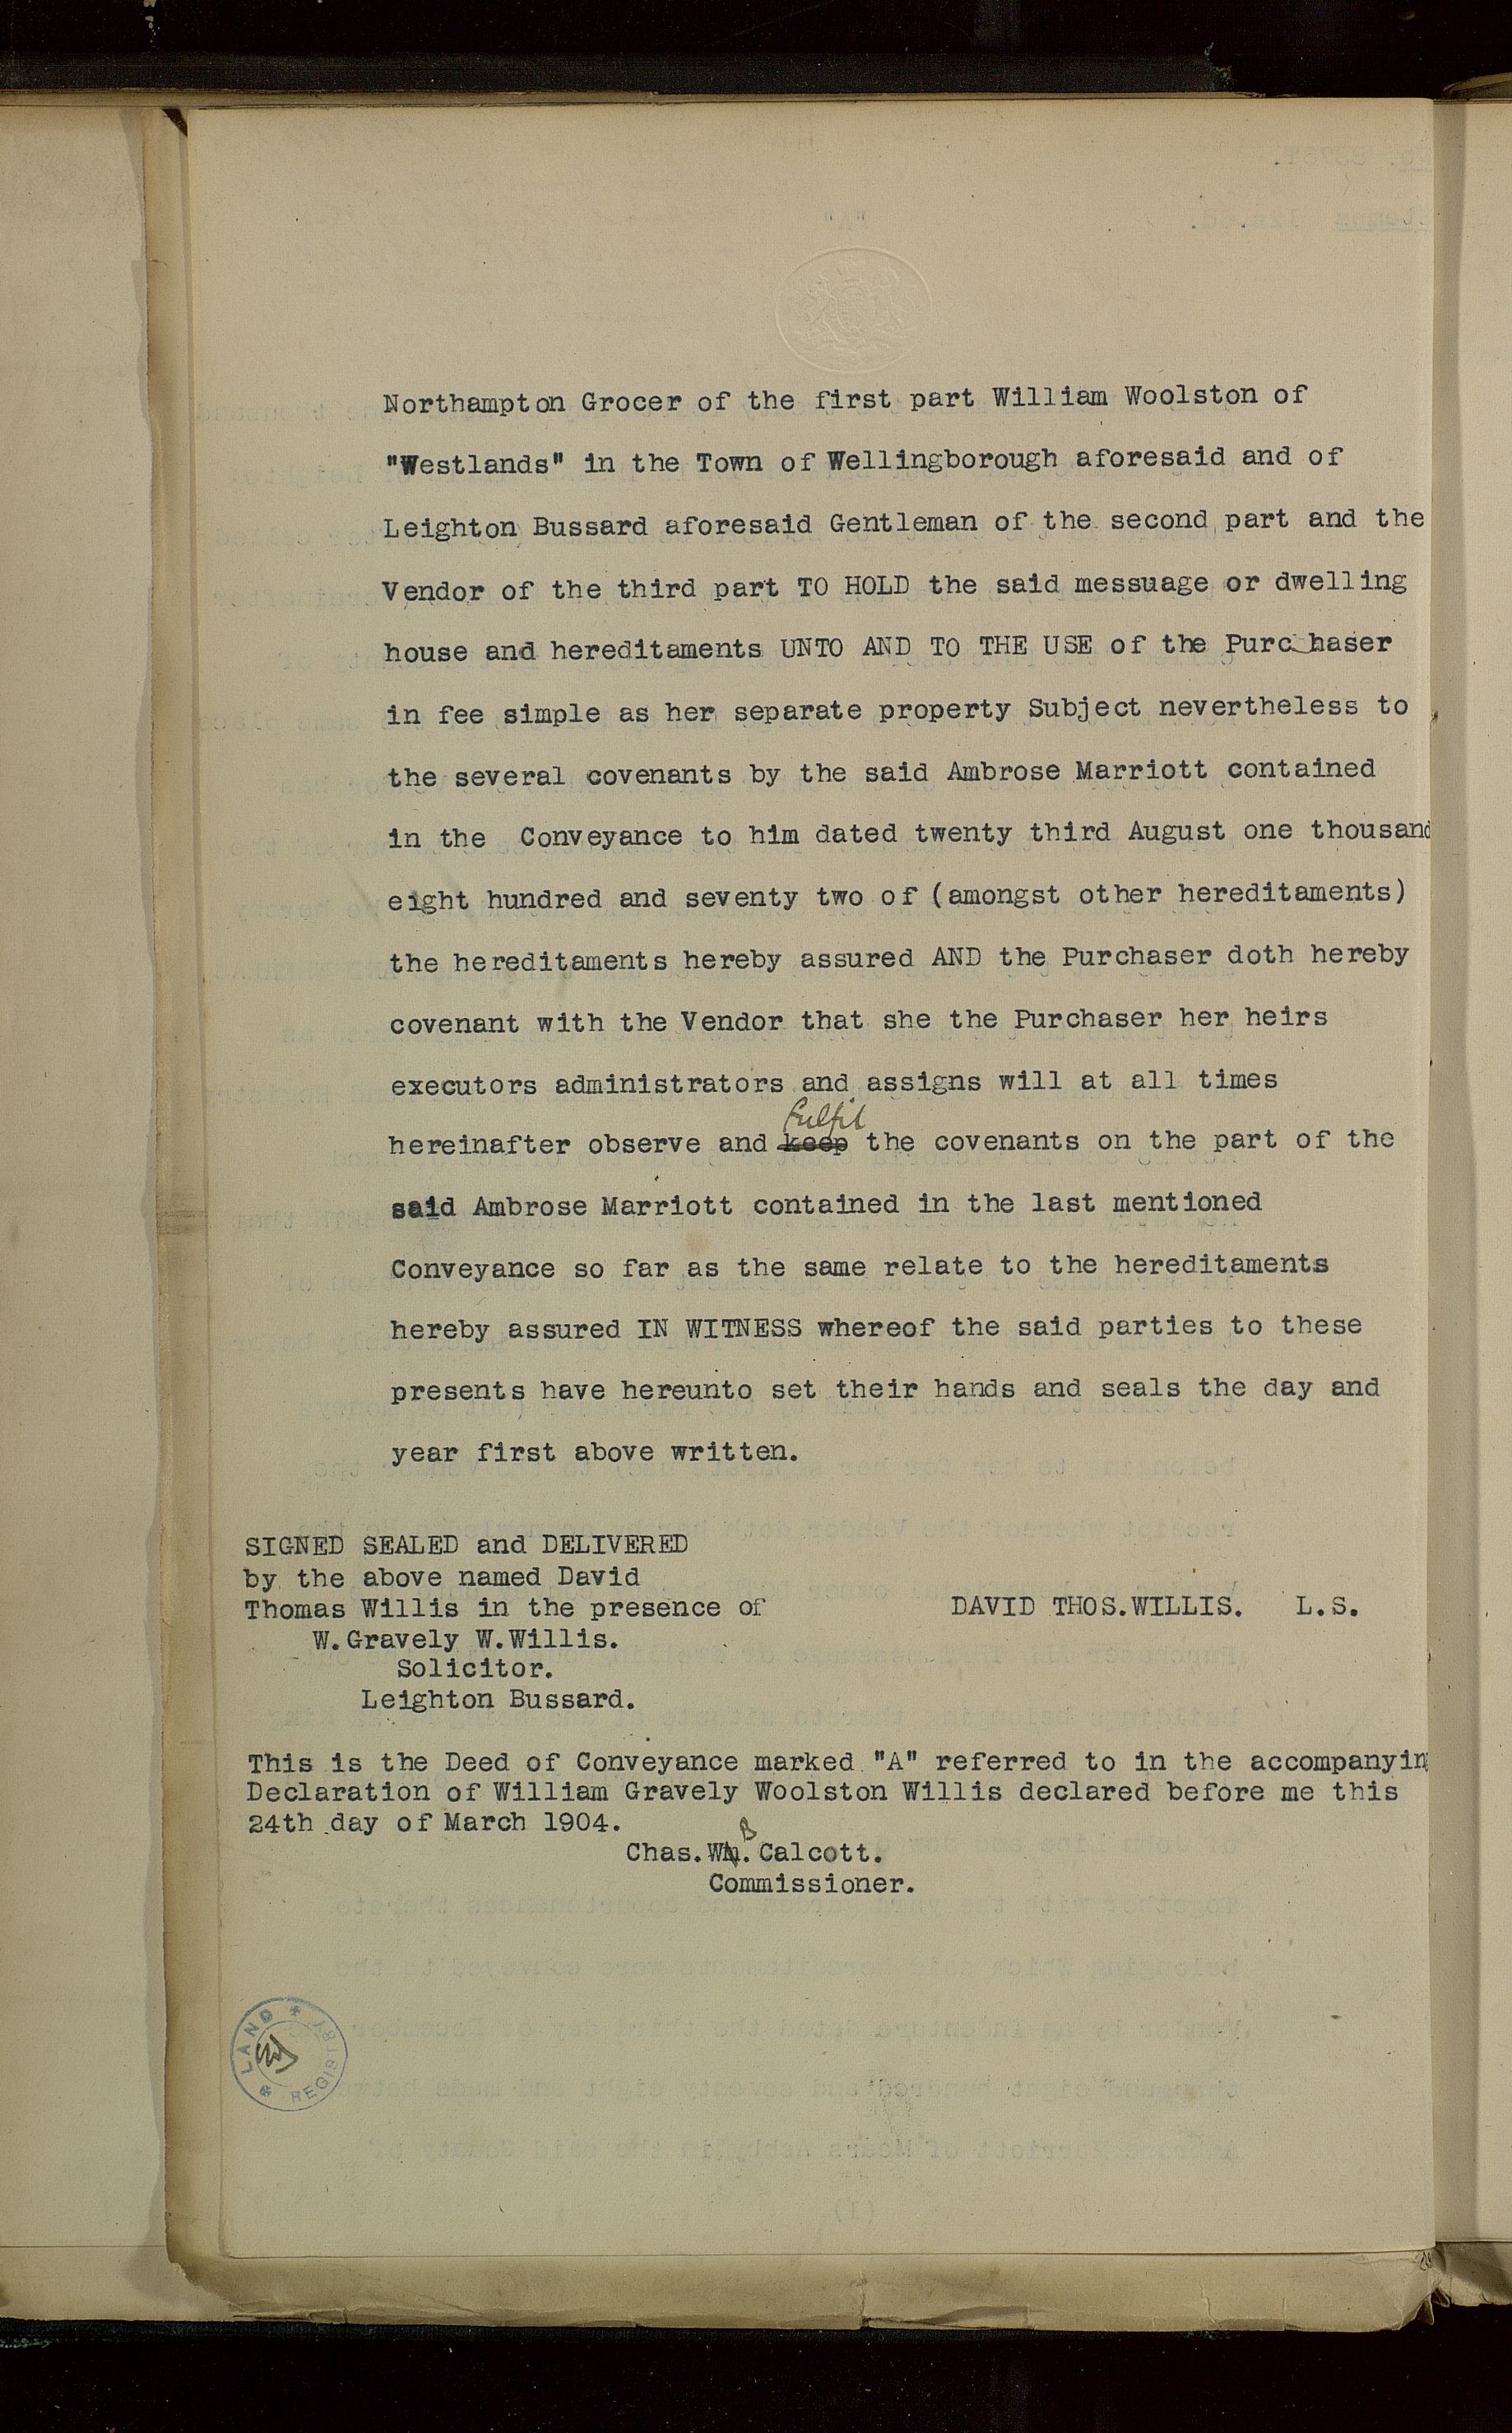 Northampton Grocer of the first part William Woolston of
"Westlands" in the Town of Wellingborough aforesaid and of
Leighton Bussard aforesaid Gentleman of the second part and the
Vendor of the third part TO HOLD the said messuage or dwelling
house and hereditaments UNTO AND TO THE USE of the Purchaser
in fee simple as her separate property Subject nevertheless to
the several covenants by the said Ambrose Marriott contained
in the Conveyance to him dated twenty third August one thousand
eight hundred and seventy two of (amongst other hereditaments)
the hereditaments hereby assured AND the Purchaser doth hereby
covenant with the Vendor that she the Purchaser her heirs
executors administrators and assigns will at all times
fulfil
hereinafter observe and keep the covenants on the part of the
said Ambrose Marriott contained in the last mentioned
Conveyance so far as the same relate to the hereditaments
hereby assured IN WITNESS whereof the said parties to these
presents have hereunto set their hands and seals the day and
year first above written.
SIGNED SEALED and DELIVERED
by the above named David
Thomas Willis in the presence of DAVID THOS.WILLIS. L.S.
W.Gravely W.Willis.
Solicitor.
Leighton Bussard.
This is the Deed of Conveyance marked "A" referred to in the accompanying
Declaration of William Gravely Woolston Willis declared before me this
24th day of March 1904.
B
Chas.Wm. Calcott.
Commissioner.
LAND REGISTRY